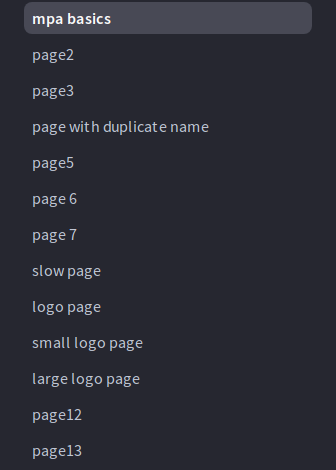 mpa basics
page2
page3
page with duplicate name
page5
page 6
page 7
slow page
logo page
small logo page
large logo page
page12
page13